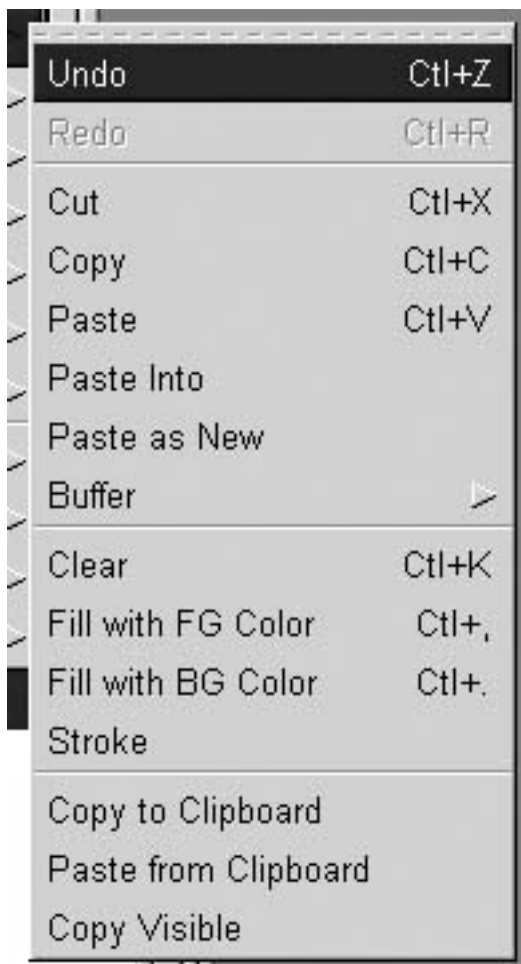 Undo Ctl+Z
Redo Ctl+R
Cut Ctl+X
Copy Ctl+C
Paste Ctl+V
Paste Into
Paste as New
Buffer
Clear Ctl+K
Fill with FG Color Ctl+,
Fill with BG Color Ctl+.
Stroke
Copy to Clipboard
Paste from Clipboard
Copy Visible